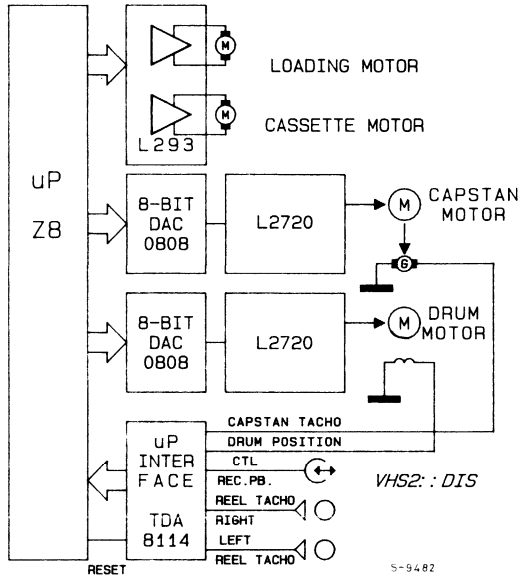 M
LOADING MOTOR
M
CASSETTE MOTOR
L293
uP
Z8
8-BIT
DAC
0808
L2720
M
CAPSTAN
MOTOR
G
8-BIT
DAC
0808
L2720
M
DRUM
MOTOR
uP
INTER
FACE
TDA
8114
CAPSTAN TACHO
DRUM POSITION
CTL
REC.PB.
REEL TACHO
RIGHT
LEFT
REEL TACHO
RESET
VHS2::DIS
S-9482